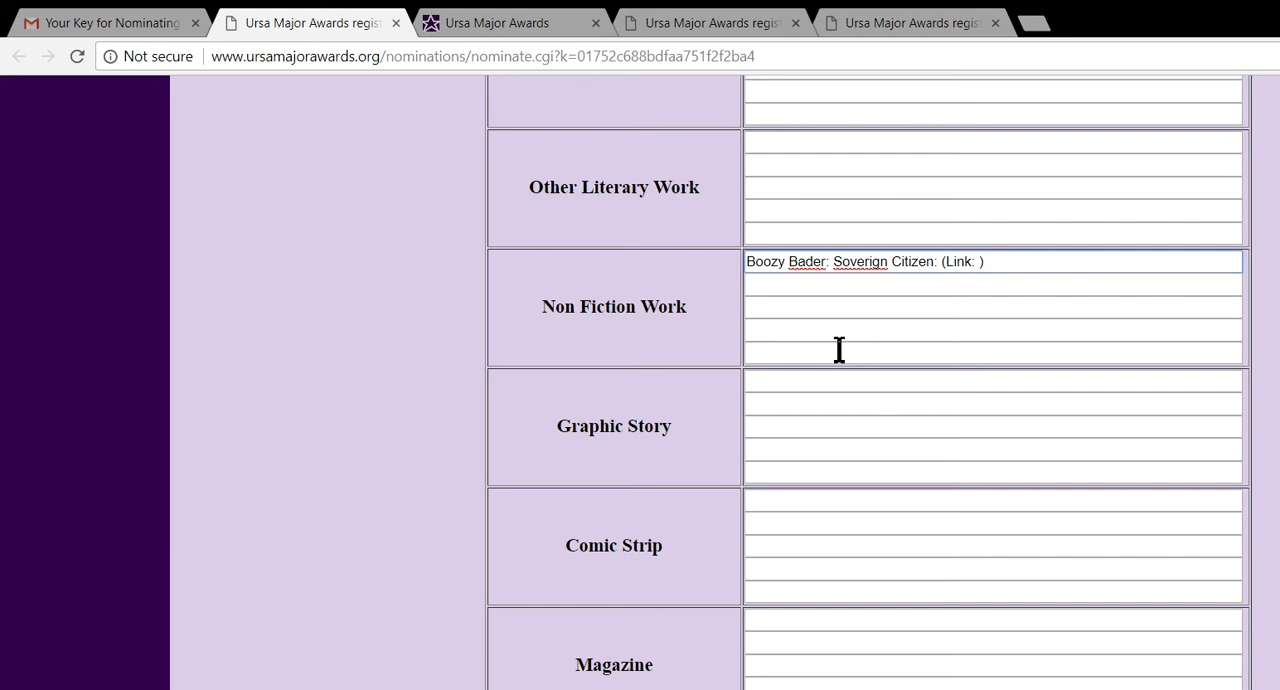 Your Key for Nominating
Ursa Major Awards regist
Ursa Major Awards
Ursa Major Awards regist
Ursa Major Awards regist
Not secure
www.ursamajorawards.org/nominations/nominate.cgi?k=01752c688bdfaa751f2f2ba4
Other Literary Work
Boozy Bader: Soverign Citizen: (Link: )
Non Fiction Work
Graphic Story
Comic Strip
Magazine